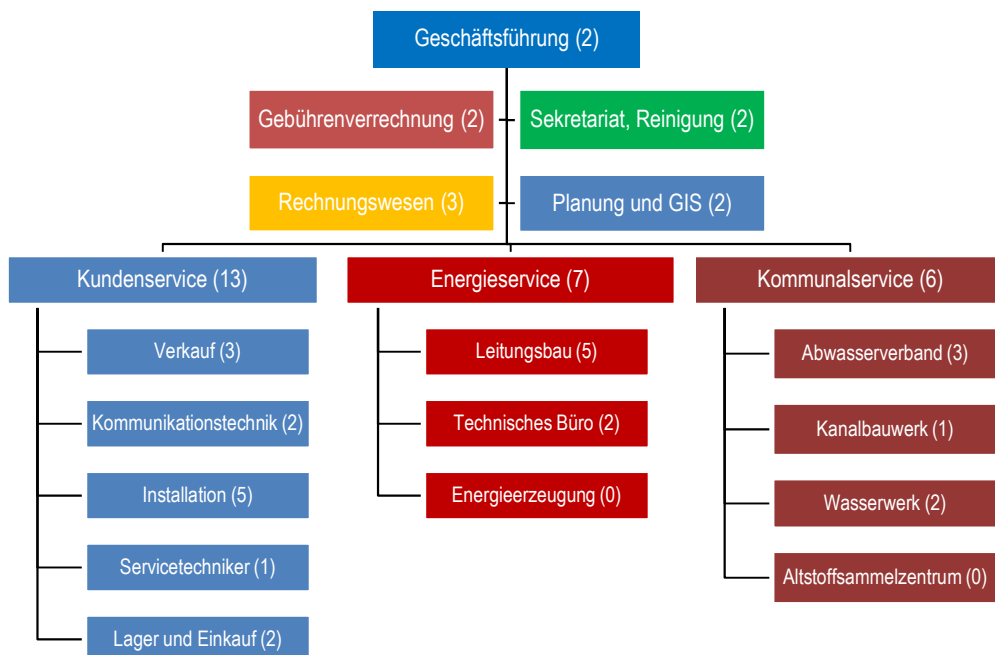 Geschäftsführung (2)
Gebührenverrechnung (2)
Sekretariat, Reinigung (2)
Rechnungswesen (3)
Planung und GIS (2)
Kundenservice (13)
Verkauf (3)
Kommunikationstechnik (2)
Installation (5)
Servicetechniker (1)
Lager und Einkauf (2)
Energieservice (7)
Leitungsbau (5)
Technisches Büro (2)
Energieerzeugung (0)
Kommunalservice (6)
Abwasserverband (3)
Kanalbauwerk (1)
Wasserwerk (2)
Altstoffsammelzentrum (0)